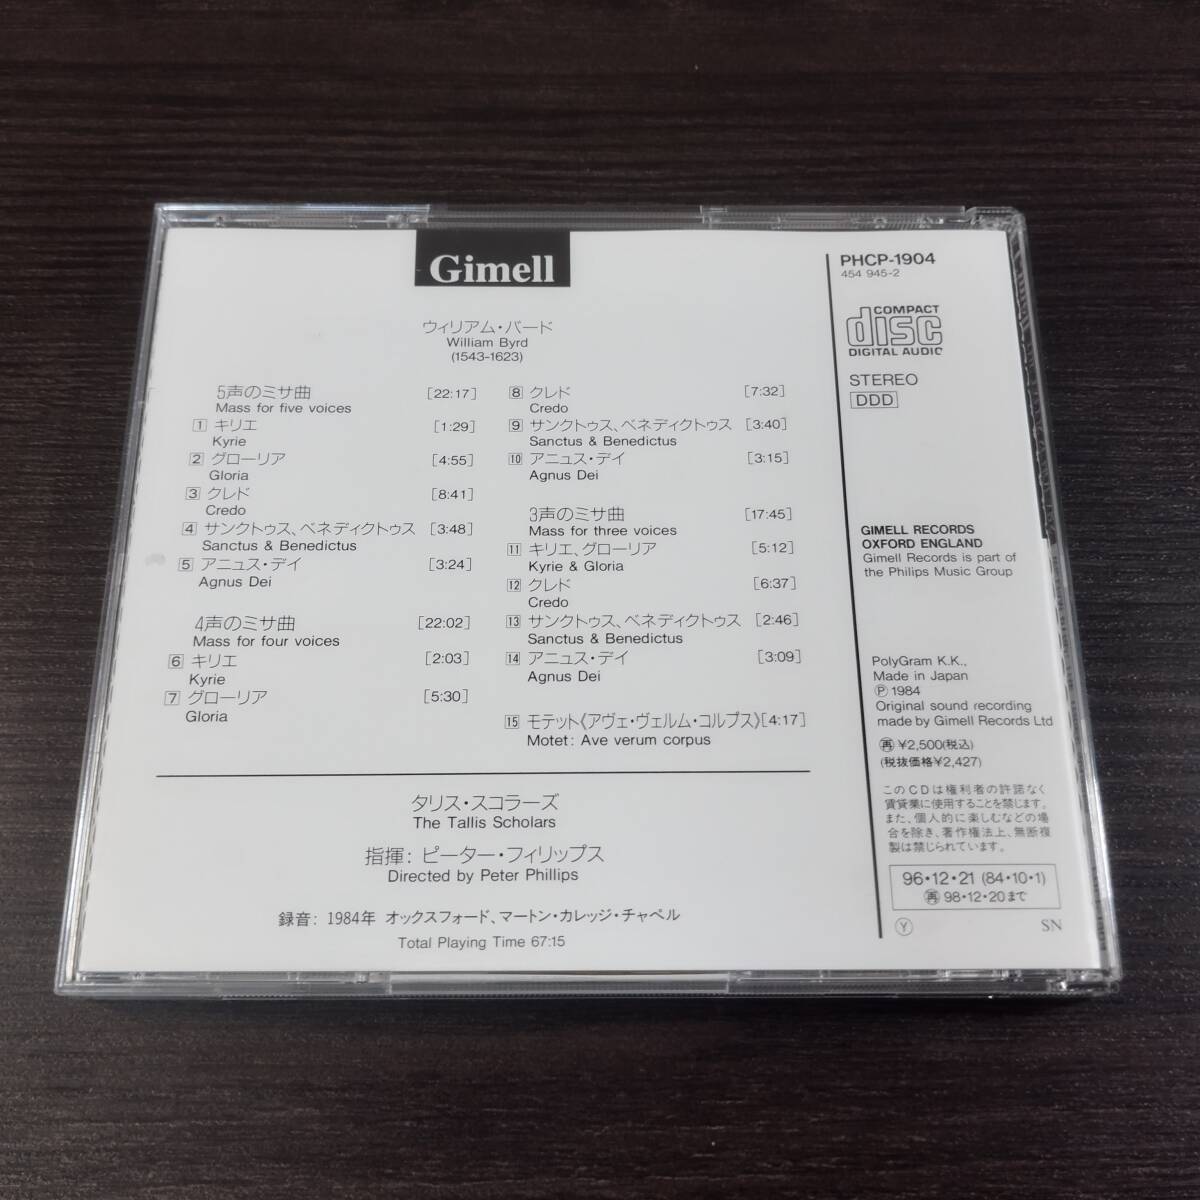 Gimell
ウィリアム・バード
William Byrd
(1543-1623)
5声のミサ曲 [22:17]
Mass for five voices
1 キリエ [1:29]
Kyrie
2 グローリア [4:55]
Gloria
3 クレド [8:41]
Credo
4 サンクトゥス、ベネディクトゥス [3:48]
Sanctus & Benedictus
5 アニュス・デイ [3:24]
Agnus Dei
4声のミサ曲 [22:02]
Mass for four voices
6 キリエ [2:03]
Kyrie
7 グローリア [5:30]
Gloria
8 クレド [7:32]
Credo
9 サンクトゥス、ベネディクトゥス [3:40]
Sanctus & Benedictus
10 アニュス・デイ [3:15]
Agnus Dei
3声のミサ曲 [17:45]
Mass for three voices
11 キリエ、グローリア [5:12]
Kyrie & Gloria
12 クレド [6:37]
Credo
13 サンクトゥス、ベネディクトゥス [2:46]
Sanctus & Benedictus
14 アニュス・デイ [3:09]
Agnus Dei
15 モテット《アヴェ・ヴェルム・コルプス》 [4:17]
Motet: Ave verum corpus
タリス・スコラーズ
The Tallis Scholars
指揮: ピーター・フィリップス
Directed by Peter Phillips
録音: 1984年 オックスフォード、マートン・カレッジ・チャペル
Total Playing Time 67:15
PHCP-1904
454 945-2
COMPACT
disc
DIGITAL AUDIO
STEREO
DDD
GIMELL RECORDS
OXFORD ENGLAND
Gimell Records is part of
the Philips Music Group
PolyGram K.K.,
Made in Japan
Ⓟ 1984
Original sound recording
made by Gimell Records Ltd
再 ¥2,500(税込)
(税抜価格¥2,427)
このCDは権利者の許諾なく
賃貸業に使用することを禁じます。
また、個人的に楽しむなどの場
合を除き、著作権法上、無断複
製は禁じられています。
96・12・21 (84・10・1)
再 98・12・20まで
Ⓨ SN